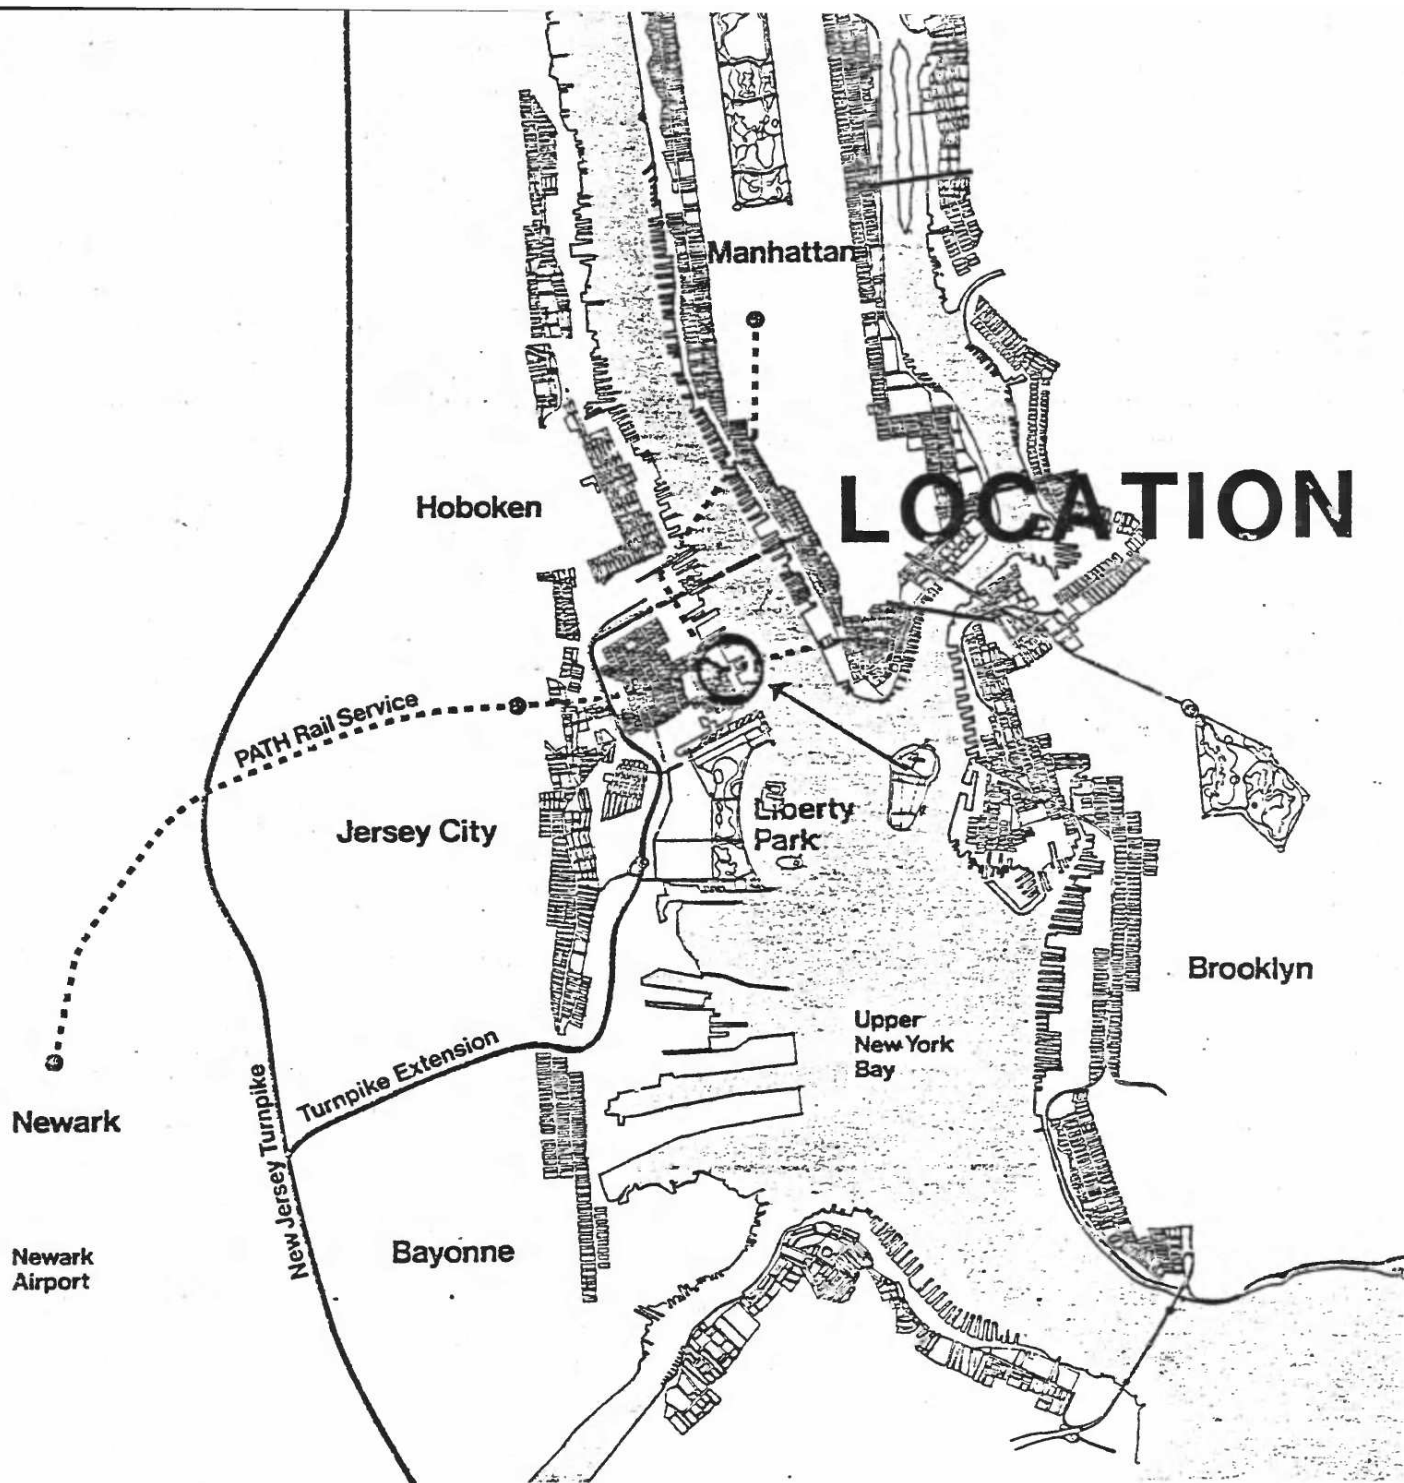 Manhattan
LOCATION
Hoboken
PATH Rail Service
Jersey City
Liberty
Park
Brooklyn
Upper
New York
Bay
Turnpike Extension
New Jersey Turnpike
Newark
Newark
Airport
Bayonne